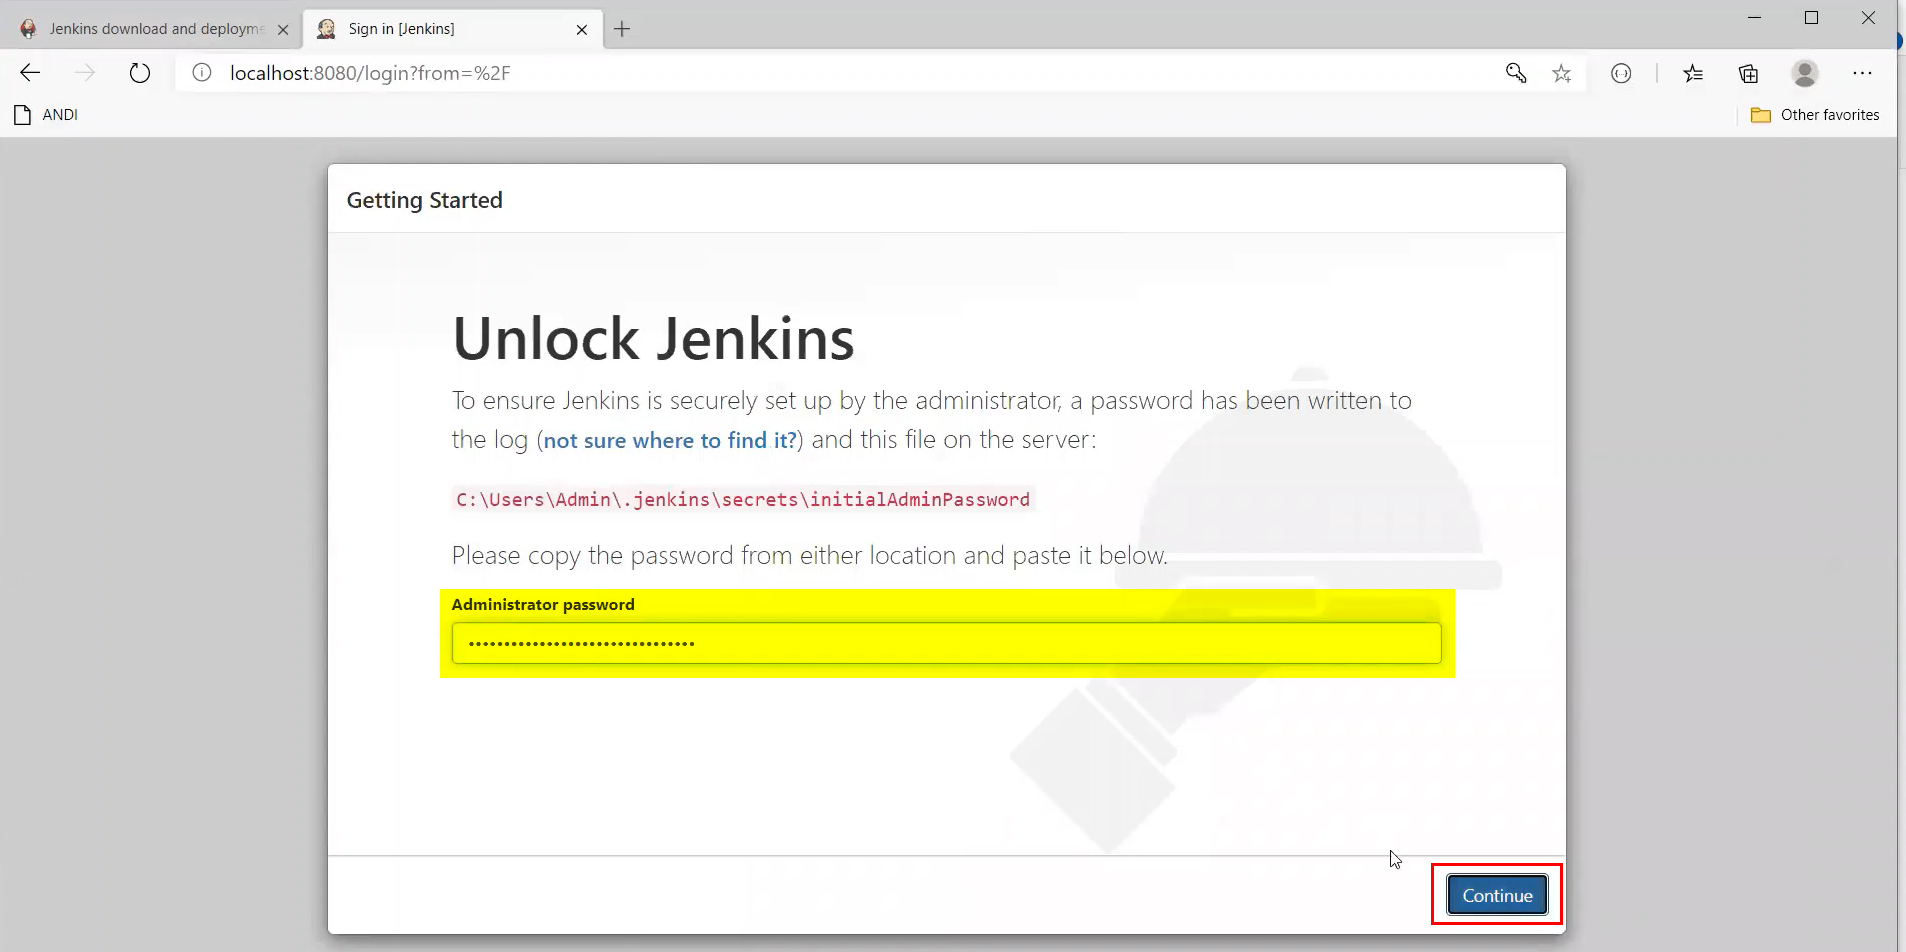 Jenkins download and deployme
Sign in [Jenkins]
localhost:8080/login?from=%2F
ANDI
Other favorites
Getting Started
Unlock Jenkins
To ensure Jenkins is securely set up by the administrator, a password has been written to
the log (not sure where to find it?) and this file on the server:
C:\Users\Admin\.jenkins\secrets\initialAdminPassword
Please copy the password from either location and paste it below.
Administrator password
••••••••••••••••••••••••••••••••
Continue